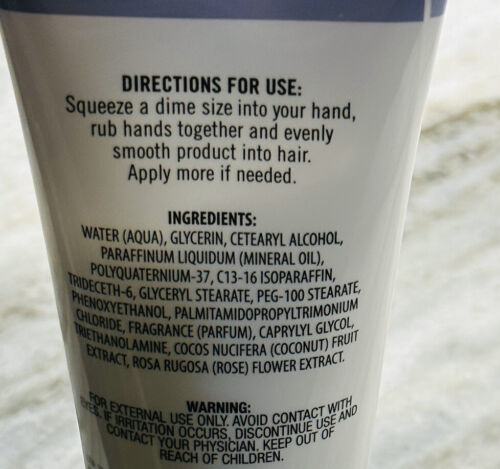 DIRECTIONS FOR USE:
Squeeze a dime size into your hand,
rub hands together and evenly
smooth product into hair.
Apply more if needed.
INGREDIENTS:
WATER (AQUA), GLYCERIN, CETEARYL ALCOHOL,
PARAFFINUM LIQUIDUM (MINERAL OIL),
POLYQUATERNIUM-37, C13-16 ISOPARAFFIN,
TRIDECETH-6, GLYCERYL STEARATE, PEG-100 STEARATE,
PHENOXYETHANOL, PALMITAMIDOPROPYLTRIMONIUM
CHLORIDE, FRAGRANCE (PARFUM), CAPRYLYL GLYCOL,
TRIETHANOLAMINE, COCOS NUCIFERA (COCONUT) FRUIT
EXTRACT, ROSA RUGOSA (ROSE) FLOWER EXTRACT.
WARNING:
FOR EXTERNAL USE ONLY. AVOID CONTACT WITH
EYES. IF IRRITATION OCCURS, DISCONTINUE USE AND
CONTACT YOUR PHYSICIAN. KEEP OUT OF
REACH OF CHILDREN.